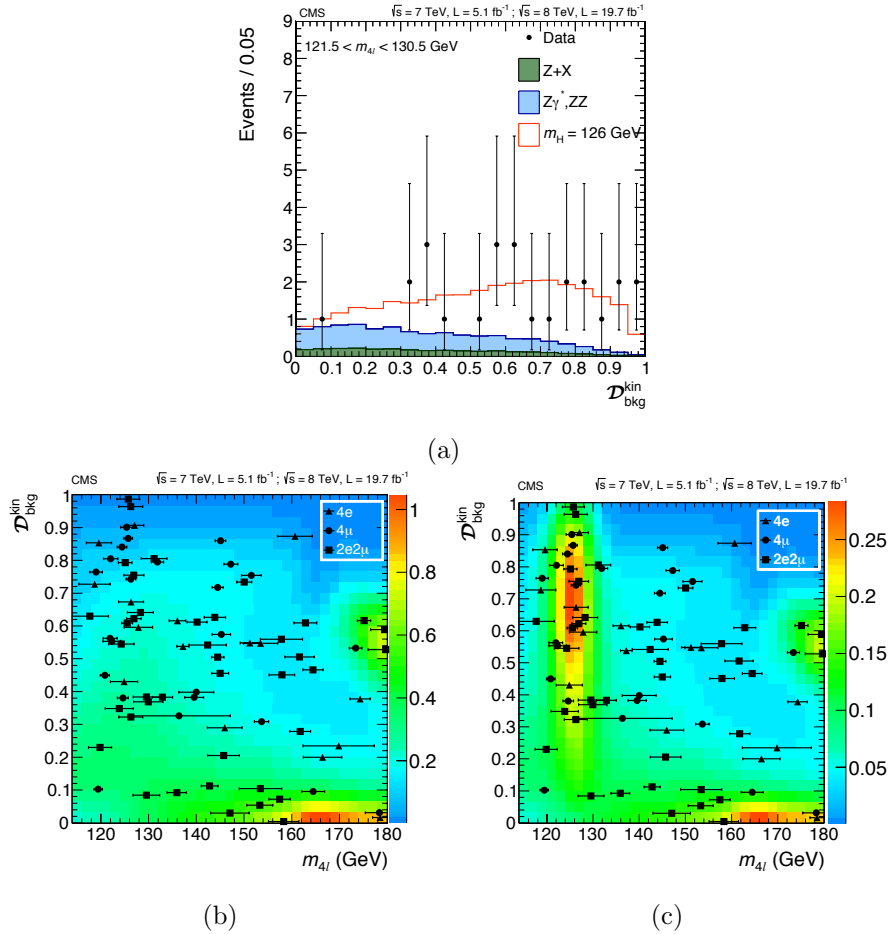 CMS √s = 7 TeV, L = 5.1 fb⁻¹ ; √s = 8 TeV, L = 19.7 fb⁻¹
Events / 0.05
9
8
7
6
5
4
3
2
1
0
121.5 < m4l < 130.5 GeV
Data
Z+X
Zγ*,ZZ
mH = 126 GeV
0 0.1 0.2 0.3 0.4 0.5 0.6 0.7 0.8 0.9 1
𝒟 kin bkg
(a)
CMS √s = 7 TeV, L = 5.1 fb⁻¹ ; √s = 8 TeV, L = 19.7 fb⁻¹
𝒟 kin bkg
1
0.9
0.8
0.7
0.6
0.5
0.4
0.3
0.2
0.1
0
4e
4μ
2e2μ
1
0.8
0.6
0.4
0.2
120 130 140 150 160 170 180
m4l (GeV)
(b)
CMS √s = 7 TeV, L = 5.1 fb⁻¹ ; √s = 8 TeV, L = 19.7 fb⁻¹
𝒟 kin bkg
1
0.9
0.8
0.7
0.6
0.5
0.4
0.3
0.2
0.1
0
4e
4μ
2e2μ
0.25
0.2
0.15
0.1
0.05
120 130 140 150 160 170 180
m4l (GeV)
(c)